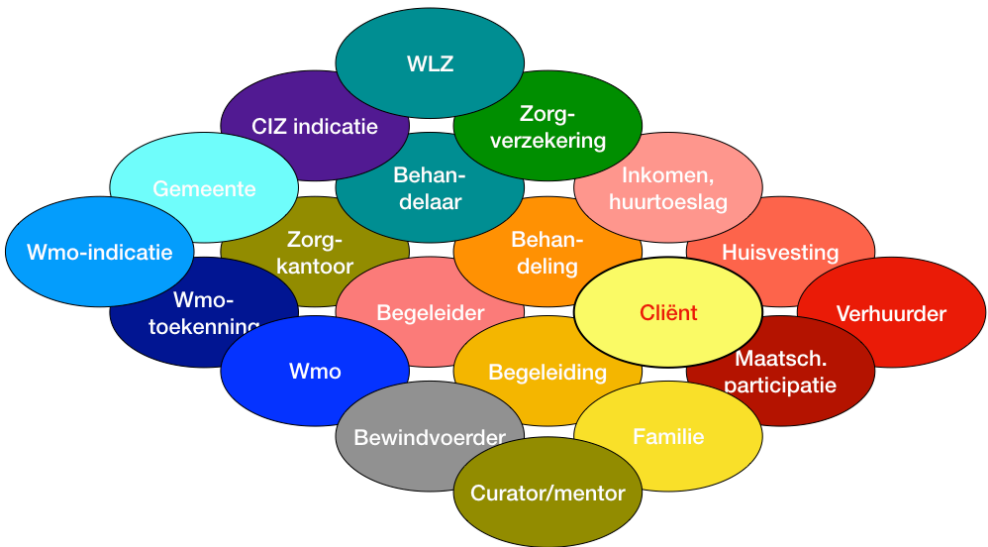 WLZ
CIZ indicatie
Zorg-
verzekering
Gemeente
Behan-
delaar
Inkomen,
huurtoeslag
Wmo-indicatie
Zorg-
kantoor
Behan-
deling
Huisvesting
Wmo-
toekenning
Begeleider
Cliënt
Verhuurder
Wmo
Begeleiding
Maatsch.
participatie
Bewindvoerder
Familie
Curator/mentor